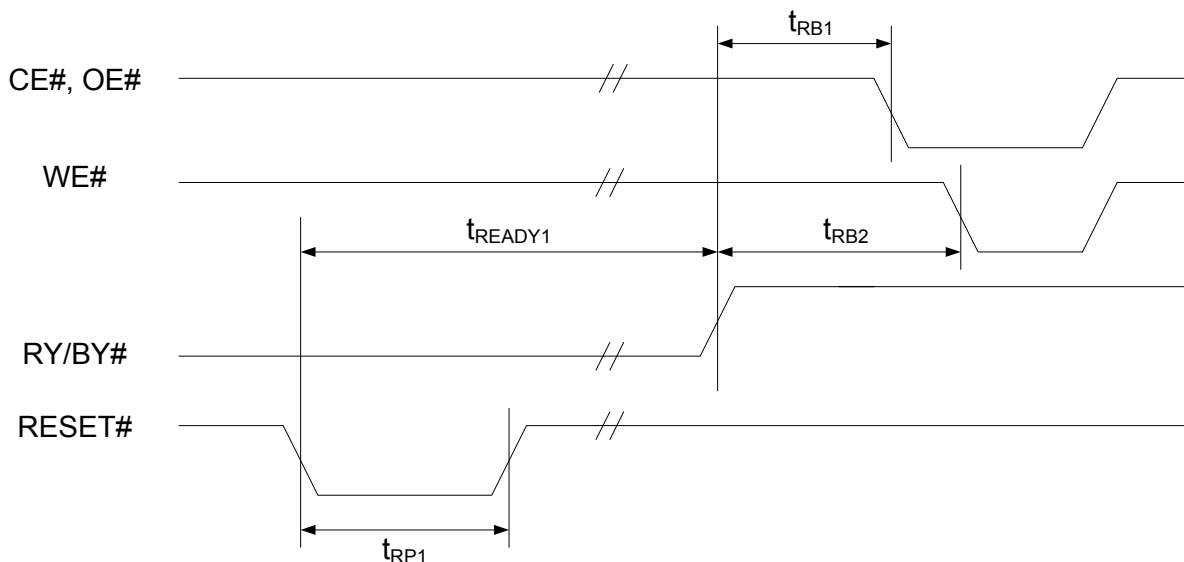 tRB1
CE#, OE#
WE#
tREADY1
tRB2
RY/BY#
RESET#
tRP1